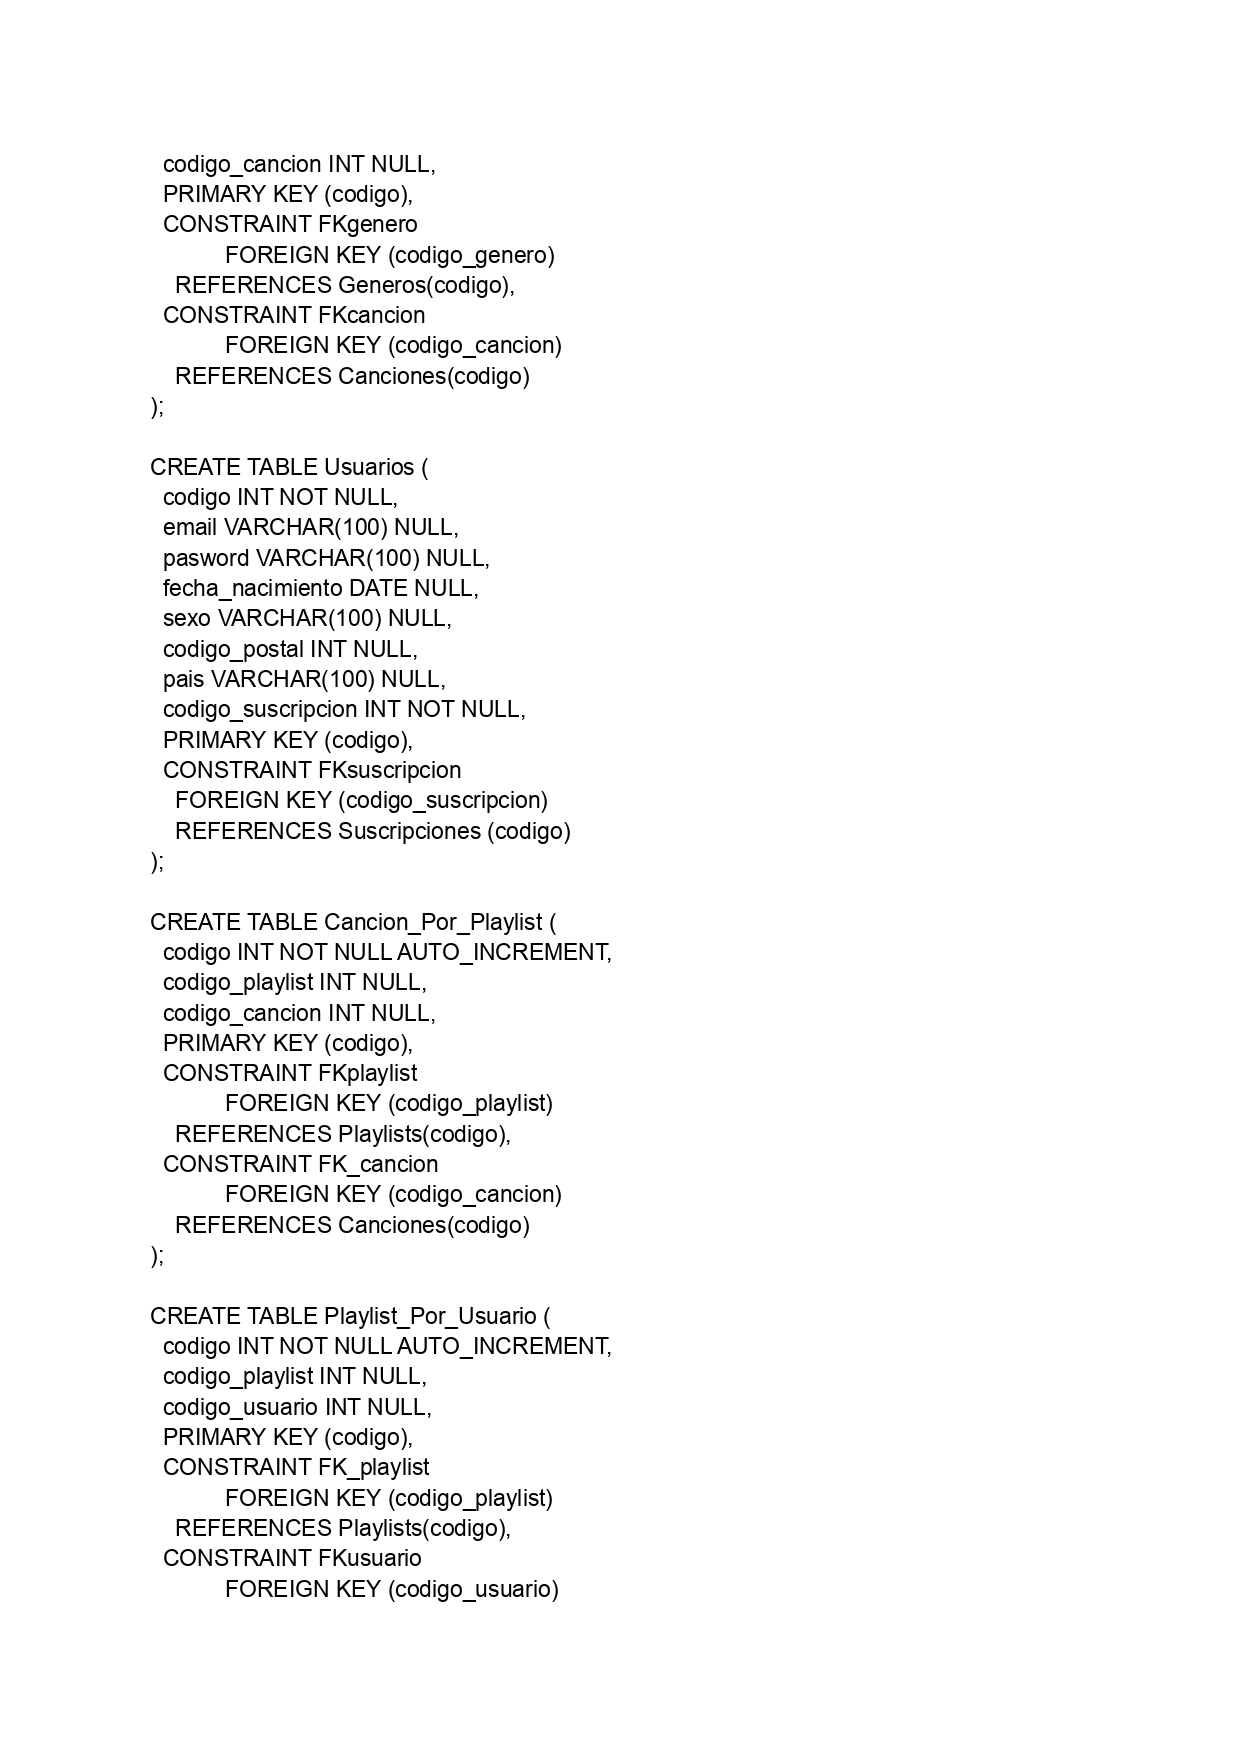 codigo_cancion INT NULL,
PRIMARY KEY (codigo),
CONSTRAINT FKgenero
FOREIGN KEY (codigo_genero)
REFERENCES Generos(codigo),
CONSTRAINT FKcancion
FOREIGN KEY (codigo_cancion)
REFERENCES Canciones(codigo)
);
CREATE TABLE Usuarios (
codigo INT NOT NULL,
email VARCHAR(100) NULL,
pasword VARCHAR(100) NULL,
fecha_nacimiento DATE NULL,
sexo VARCHAR(100) NULL,
codigo_postal INT NULL,
pais VARCHAR(100) NULL,
codigo_suscripcion INT NOT NULL,
PRIMARY KEY (codigo),
CONSTRAINT FKsuscripcion
FOREIGN KEY (codigo_suscripcion)
REFERENCES Suscripciones (codigo)
);
CREATE TABLE Cancion_Por_Playlist (
codigo INT NOT NULL AUTO_INCREMENT,
codigo_playlist INT NULL,
codigo_cancion INT NULL,
PRIMARY KEY (codigo),
CONSTRAINT FKplaylist
FOREIGN KEY (codigo_playlist)
REFERENCES Playlists(codigo),
CONSTRAINT FK_cancion
FOREIGN KEY (codigo_cancion)
REFERENCES Canciones(codigo)
);
CREATE TABLE Playlist_Por_Usuario (
codigo INT NOT NULL AUTO_INCREMENT,
codigo_playlist INT NULL,
codigo_usuario INT NULL,
PRIMARY KEY (codigo),
CONSTRAINT FK_playlist
FOREIGN KEY (codigo_playlist)
REFERENCES Playlists(codigo),
CONSTRAINT FKusuario
FOREIGN KEY (codigo_usuario)